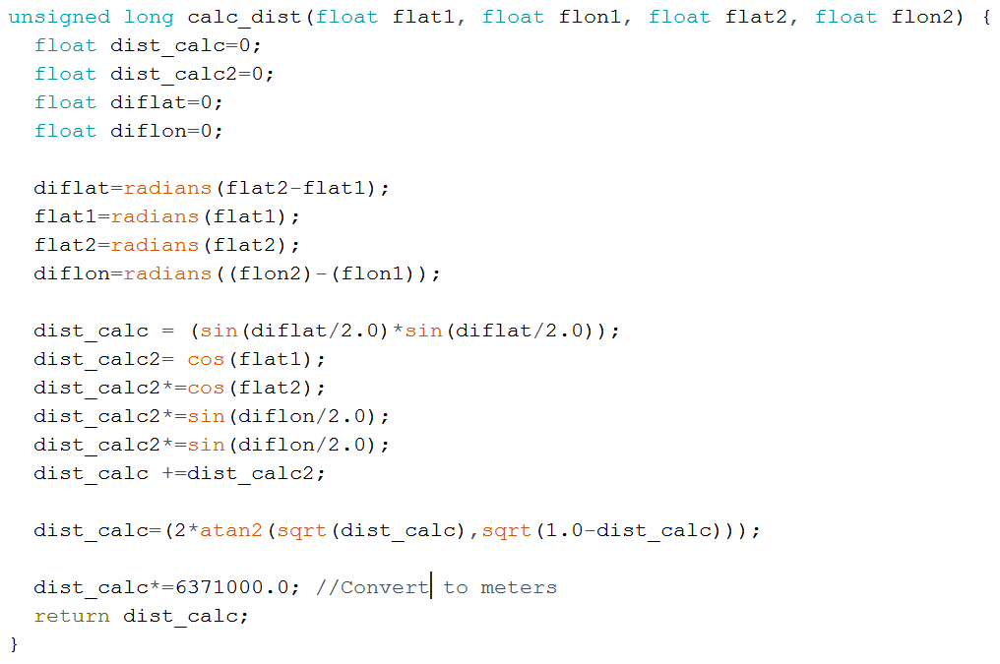 unsigned long calc_dist(float flat1, float flon1, float flat2, float flon2) {
  float dist_calc=0;
  float dist_calc2=0;
  float diflat=0;
  float diflon=0;

  diflat=radians(flat2-flat1);
  flat1=radians(flat1);
  flat2=radians(flat2);
  diflon=radians((flon2)-(flon1));

  dist_calc = (sin(diflat/2.0)*sin(diflat/2.0));
  dist_calc2= cos(flat1);
  dist_calc2*=cos(flat2);
  dist_calc2*=sin(diflon/2.0);
  dist_calc2*=sin(diflon/2.0);
  dist_calc +=dist_calc2;

  dist_calc=(2*atan2(sqrt(dist_calc),sqrt(1.0-dist_calc)));

  dist_calc*=6371000.0; //Convert to meters
  return dist_calc;
}